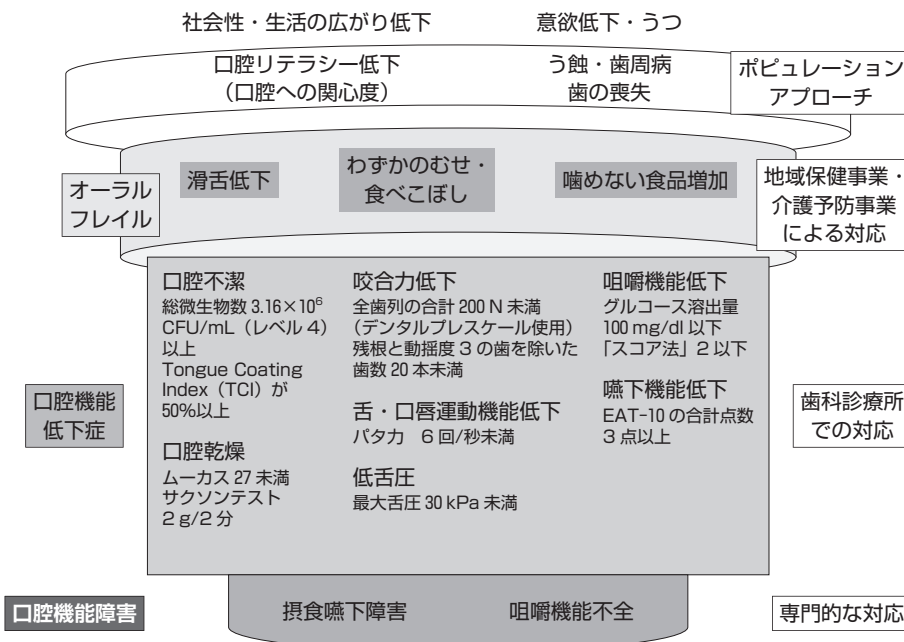 社会性・生活の広がり低下
意欲低下・うつ
口腔リテラシー低下
(口腔への関心度)
う蝕・歯周病
歯の喪失
ポピュレーション
アプローチ
オーラル
フレイル
滑舌低下
わずかのむせ・
食べこぼし
噛めない食品増加
地域保健事業・
介護予防事業
による対応
口腔機能
低下症
口腔不潔
総微生物数 3.16×10⁶
CFU/mL(レベル 4)
以上
Tongue Coating
Index(TCI)が
50%以上
口腔乾燥
ムーカス 27 未満
サクソンテスト
2 g/2 分
咬合力低下
全歯列の合計 200 N 未満
(デンタルプレスケール使用)
残根と動揺度 3 の歯を除いた
歯数 20 本未満
舌・口唇運動機能低下
パタカ 6 回/秒未満
低舌圧
最大舌圧 30 kPa 未満
咀嚼機能低下
グルコース溶出量
100 mg/dl 以下
「スコア法」2 以下
嚥下機能低下
EAT-10 の合計点数
3 点以上
歯科診療所
での対応
口腔機能障害
摂食嚥下障害
咀嚼機能不全
専門的な対応